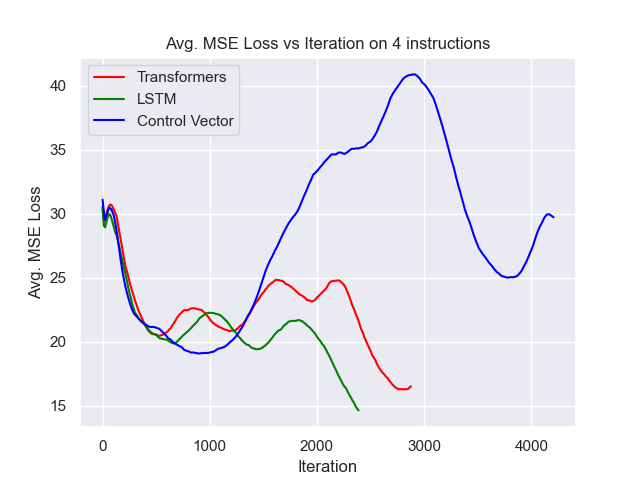 Avg. MSE Loss vs Iteration on 4 instructions
Transformers
LSTM
Control Vector
Avg. MSE Loss
40
35
30
25
20
15
0 1000 2000 3000 4000
Iteration